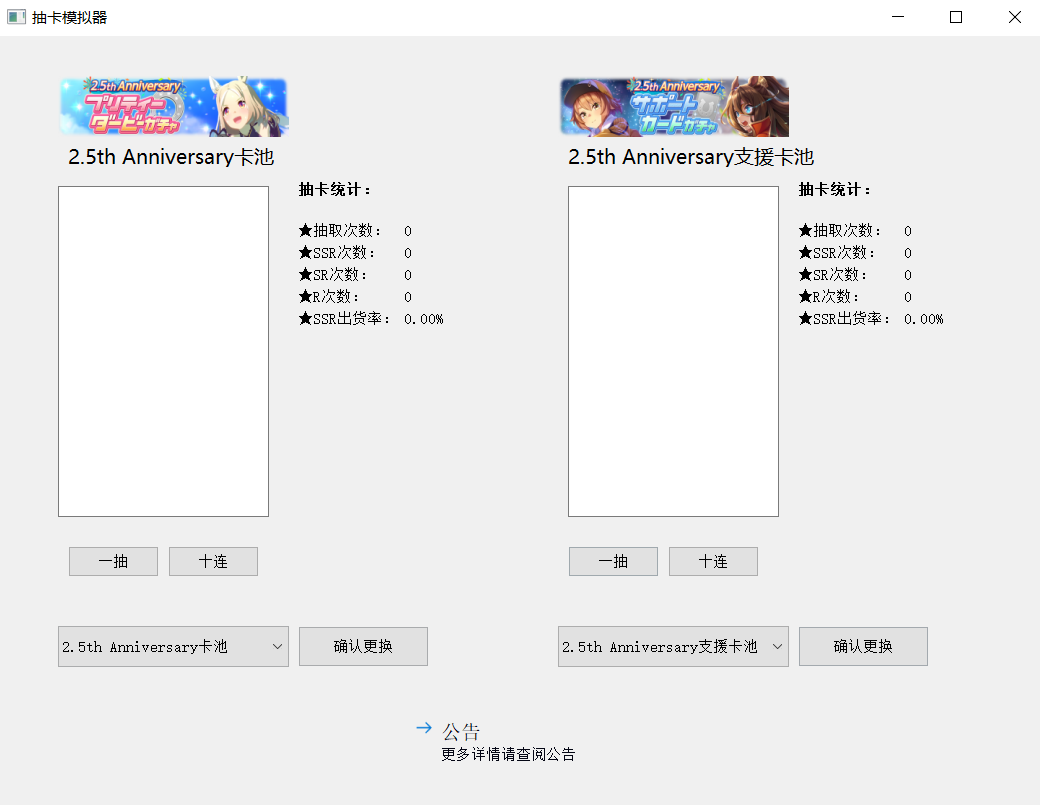 抽卡模拟器
2.5th Anniversary
プリティー
ダービーガチャ
2.5th Anniversary卡池
抽卡统计：
★抽取次数： 0
★SSR次数： 0
★SR次数： 0
★R次数： 0
★SSR出货率： 0.00%
一抽
十连
2.5th Anniversary卡池
确认更换
2.5th Anniversary
サポート
カードガチャ
2.5th Anniversary支援卡池
抽卡统计：
★抽取次数： 0
★SSR次数： 0
★SR次数： 0
★R次数： 0
★SSR出货率： 0.00%
一抽
十连
2.5th Anniversary支援卡池
确认更换
公告
更多详情请查阅公告